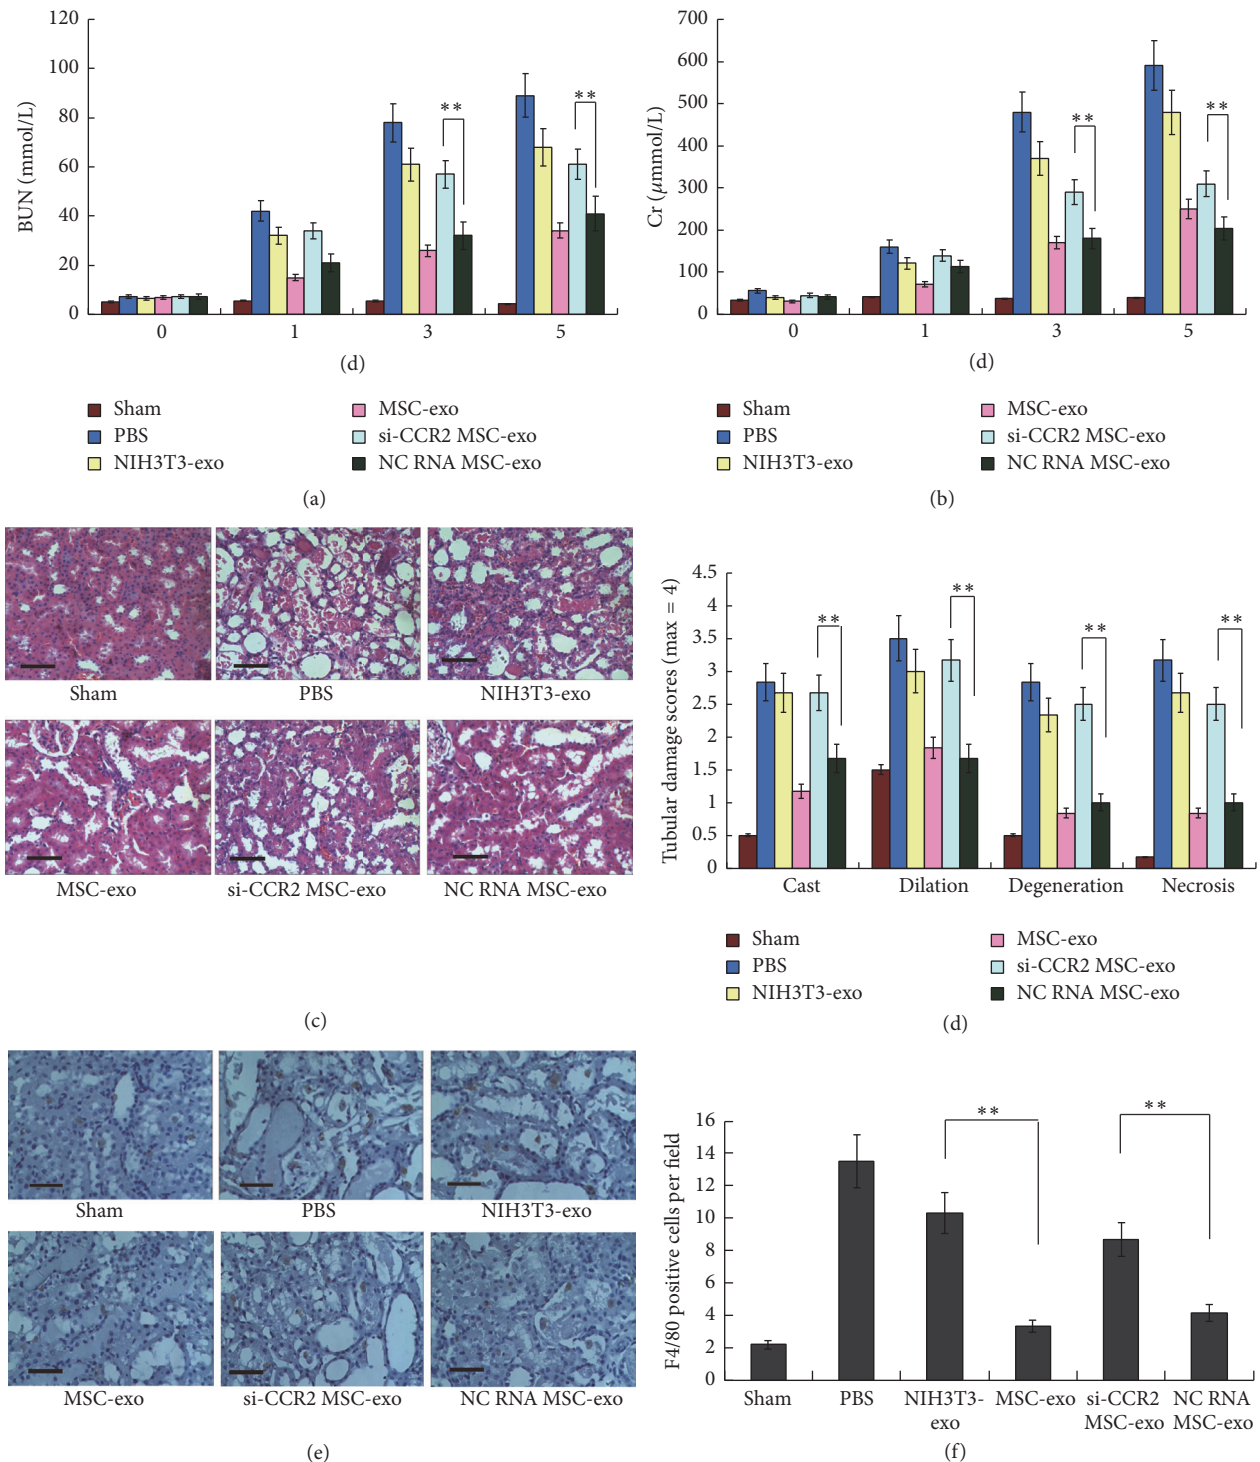 120
100
80
60
40
20
0
BUN (mmol/L)
**
**
0 1 3 5
(d)
Sham
PBS
NIH3T3-exo
MSC-exo
si-CCR2 MSC-exo
NC RNA MSC-exo
(a)
700
600
500
400
300
200
100
0
Cr (μmmol/L)
**
**
0 1 3 5
(d)
Sham
PBS
NIH3T3-exo
MSC-exo
si-CCR2 MSC-exo
NC RNA MSC-exo
(b)
Sham PBS NIH3T3-exo
MSC-exo si-CCR2 MSC-exo NC RNA MSC-exo
(c)
4.5
4
3.5
3
2.5
2
1.5
1
0.5
0
Tubular damage scores (max = 4)
**
**
**
**
Cast Dilation Degeneration Necrosis
Sham
PBS
NIH3T3-exo
MSC-exo
si-CCR2 MSC-exo
NC RNA MSC-exo
(d)
Sham PBS NIH3T3-exo
MSC-exo si-CCR2 MSC-exo NC RNA MSC-exo
(e)
16
14
12
10
8
6
4
2
0
F4/80 positive cells per field
**
**
Sham PBS NIH3T3- MSC-exo si-CCR2 NC RNA
exo MSC-exo MSC-exo
(f)